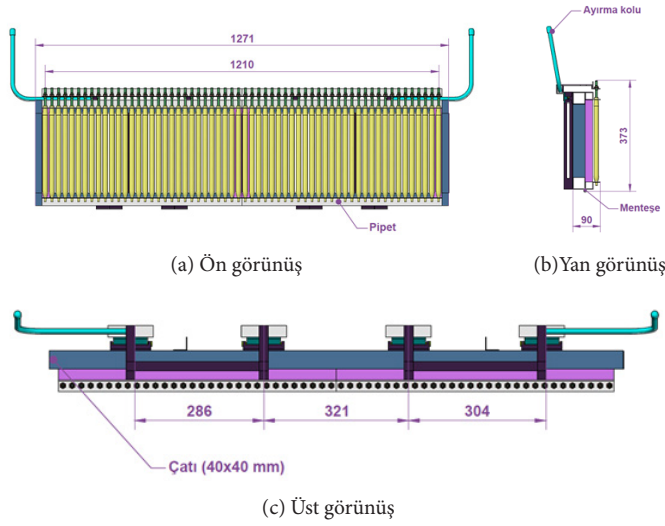 Ayırma kolu
1271
1210
373
Pipet
Menteşe
90
(a) Ön görünüş
(b)Yan görünüş
286
321
304
Çatı (40x40 mm)
(c) Üst görünüş